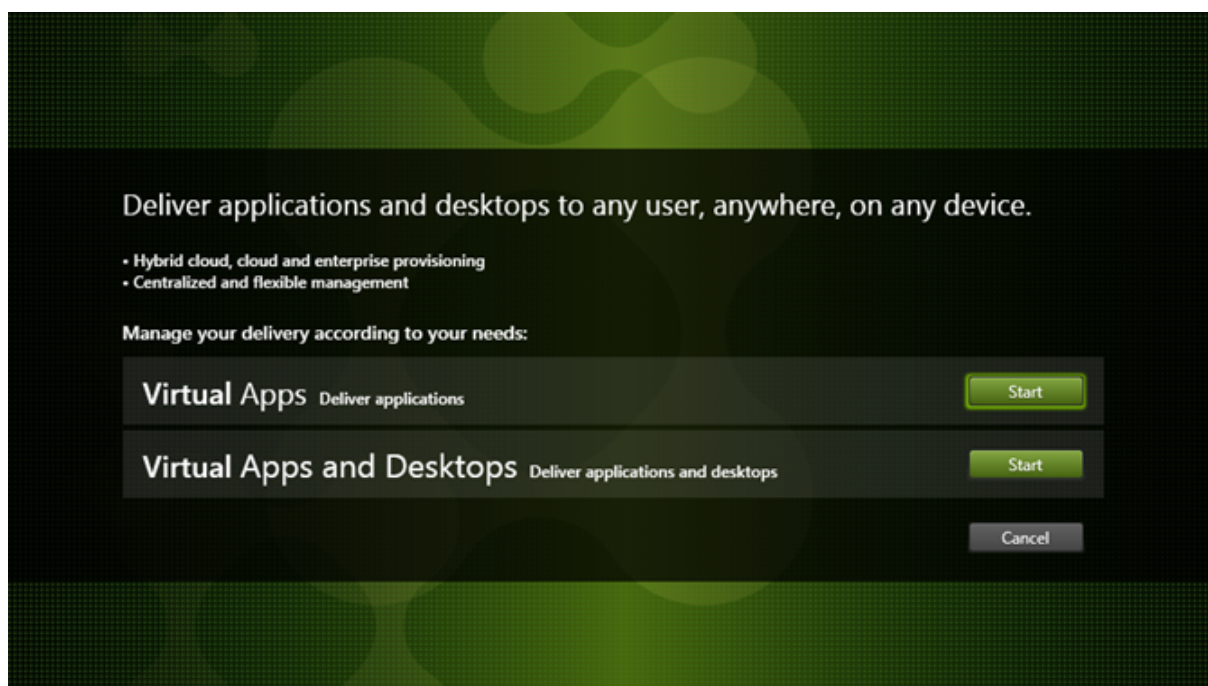 Deliver applications and desktops to any user, anywhere, on any device.
• Hybrid cloud, cloud and enterprise provisioning
• Centralized and flexible management
Manage your delivery according to your needs:
Virtual Apps Deliver applications
Start
Virtual Apps and Desktops Deliver applications and desktops
Start
Cancel